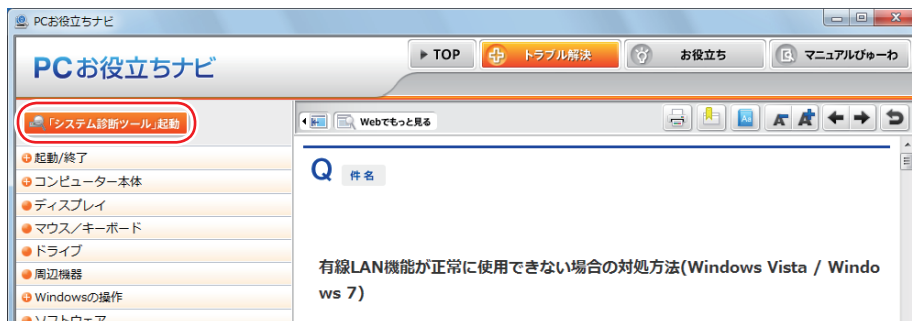 PCお役立ちナビ
PCお役立ちナビ
TOP
トラブル解決
お役立ち
マニュアルびゅーわ
「システム診断ツール」起動
Webでもっと見る
起動/終了
コンピューター本体
ディスプレイ
マウス/キーボード
ドライブ
周辺機器
Windowsの操作
ソフトウェア
Q 件名
有線LAN機能が正常に使用できない場合の対処方法(Windows Vista / Windo
ws 7)